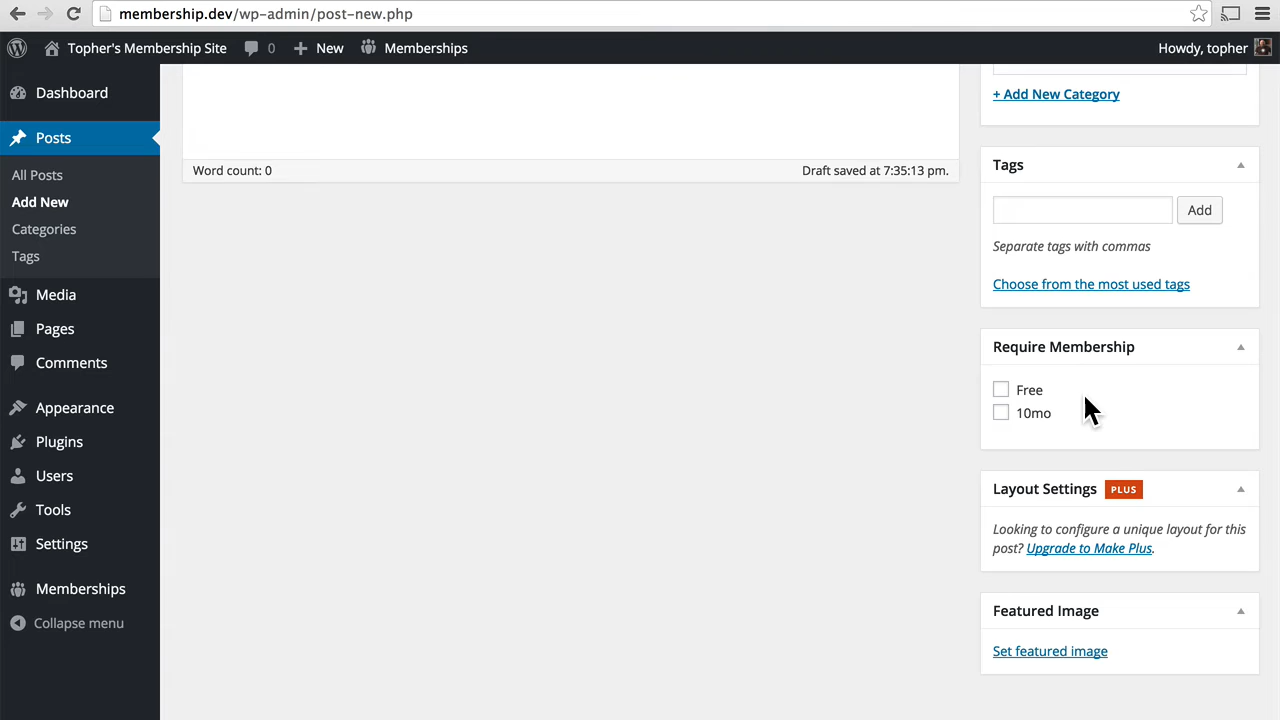 membership.dev/wp-admin/post-new.php
Topher's Membership Site 0 New Memberships Howdy, topher
Dashboard
Posts
All Posts
Add New
Categories
Tags
Media
Pages
Comments
Appearance
Plugins
Users
Tools
Settings
Memberships
Collapse menu
Word count: 0 Draft saved at 7:35:13 pm.
+ Add New Category
Tags
Add
Separate tags with commas
Choose from the most used tags
Require Membership
Free
10mo
Layout Settings PLUS
Looking to configure a unique layout for this
post? Upgrade to Make Plus.
Featured Image
Set featured image